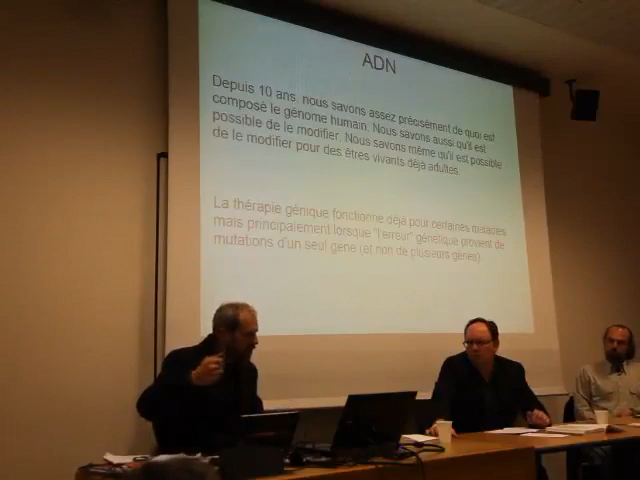 ADN
Depuis 10 ans, nous savons assez précisément de quoi est
composé le génome humain. Nous savons aussi qu'il est
possible de le modifier. Nous savons même qu'il est possible
de le modifier pour des êtres vivants déjà adultes.
La thérapie génique fonctionne déjà pour certaines maladies
mais principalement lorsque "l'erreur" génétique provient de
mutations d'un seul gene (et non de plusieurs genes)